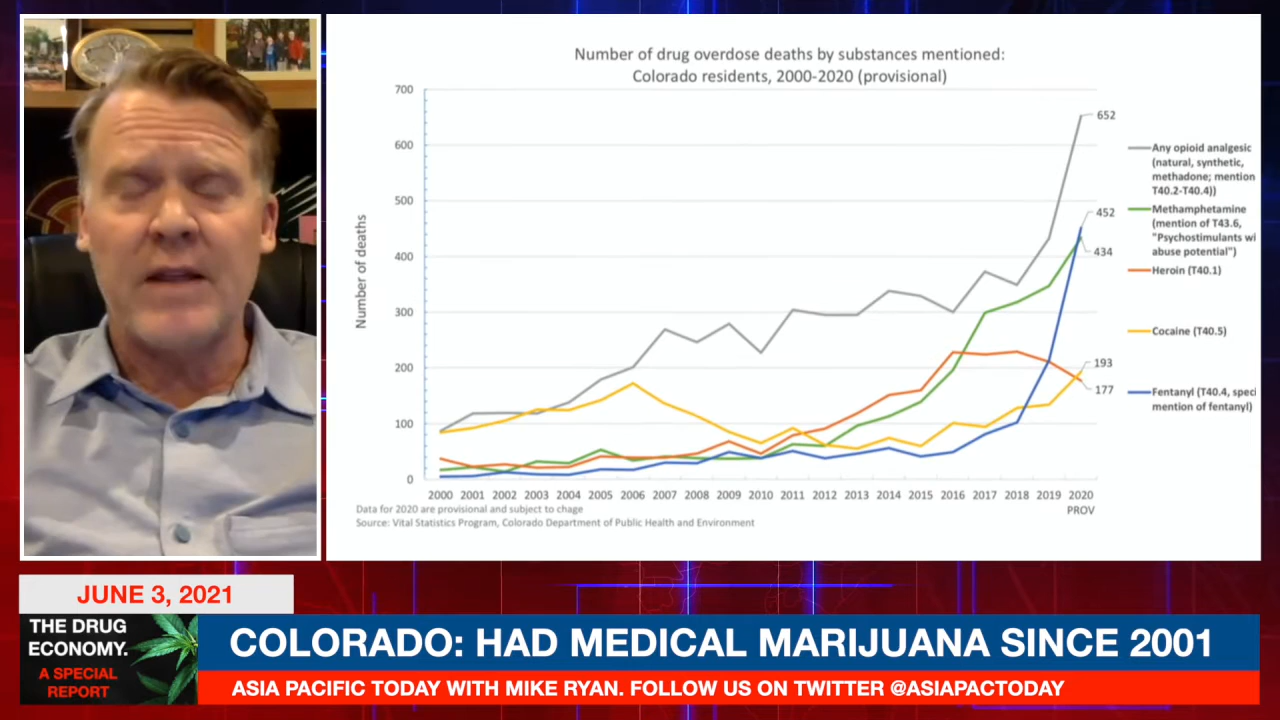 Number of drug overdose deaths by substances mentioned:
Colorado residents, 2000-2020 (provisional)
700
600
500
400
300
200
100
0
Number of deaths
652
452
434
193
177
Any opioid analgesic
(natural, synthetic,
methadone; mention
T40.2-T40.4))
Methamphetamine
(mention of T43.6,
"Psychostimulants wi
abuse potential")
Heroin (T40.1)
Cocaine (T40.5)
Fentanyl (T40.4, speci
mention of fentanyl)
2000 2001 2002 2003 2004 2005 2006 2007 2008 2009 2010 2011 2012 2013 2014 2015 2016 2017 2018 2019 2020
PROV
Data for 2020 are provisional and subject to chage
Source: Vital Statistics Program, Colorado Department of Public Health and Environment
JUNE 3, 2021
THE DRUG
ECONOMY.
A SPECIAL
REPORT
COLORADO: HAD MEDICAL MARIJUANA SINCE 2001
ASIA PACIFIC TODAY WITH MIKE RYAN. FOLLOW US ON TWITTER @ASIAPACTODAY